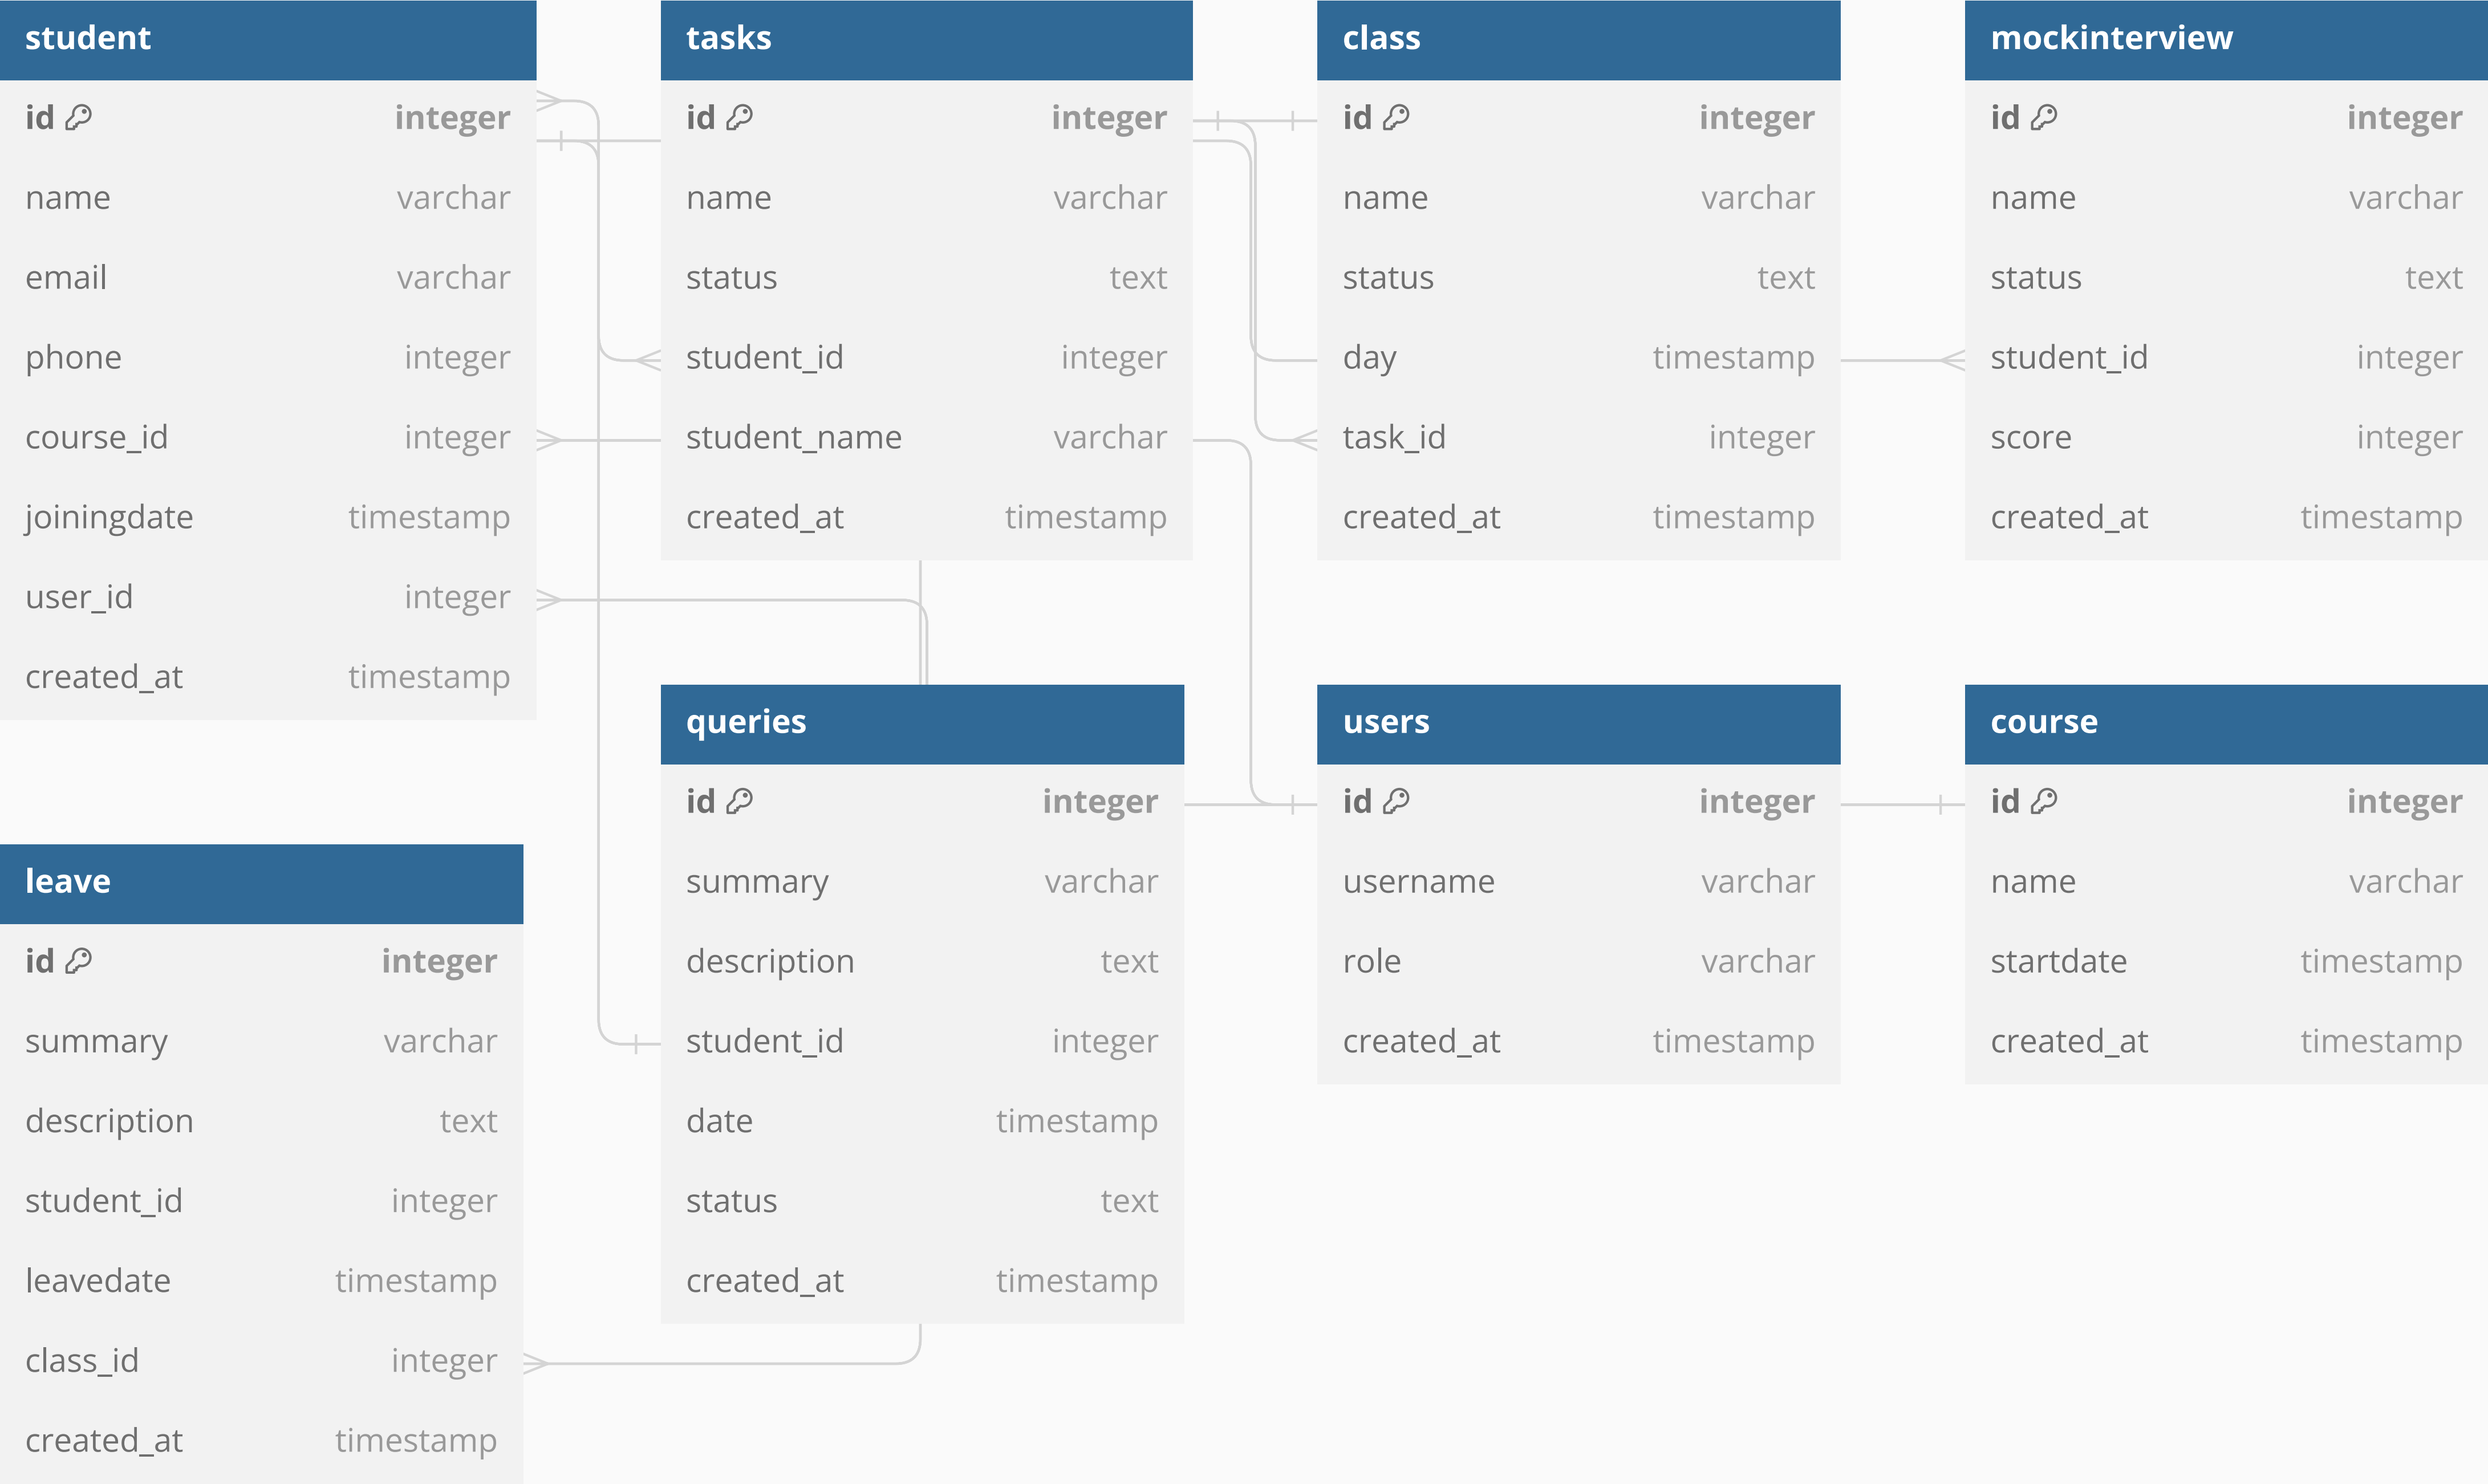 student
id integer
name varchar
email varchar
phone integer
course_id integer
joiningdate timestamp
user_id integer
created_at timestamp
tasks
id integer
name varchar
status text
student_id integer
student_name varchar
created_at timestamp
class
id integer
name varchar
status text
day timestamp
task_id integer
created_at timestamp
mockinterview
id integer
name varchar
status text
student_id integer
score integer
created_at timestamp
leave
id integer
summary varchar
description text
student_id integer
leavedate timestamp
class_id integer
created_at timestamp
queries
id integer
summary varchar
description text
student_id integer
date timestamp
status text
created_at timestamp
users
id integer
username varchar
role varchar
created_at timestamp
course
id integer
name varchar
startdate timestamp
created_at timestamp